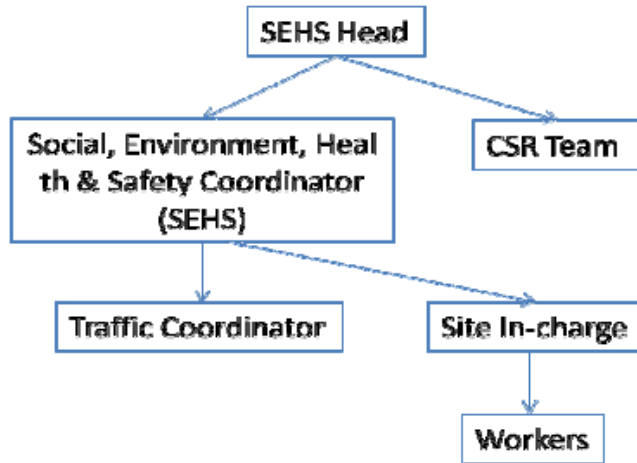 SEHS Head
Social, Environment, Heal
th & Safety Coordinator
(SEHS)
CSR Team
Traffic Coordinator
Site In-charge
Workers